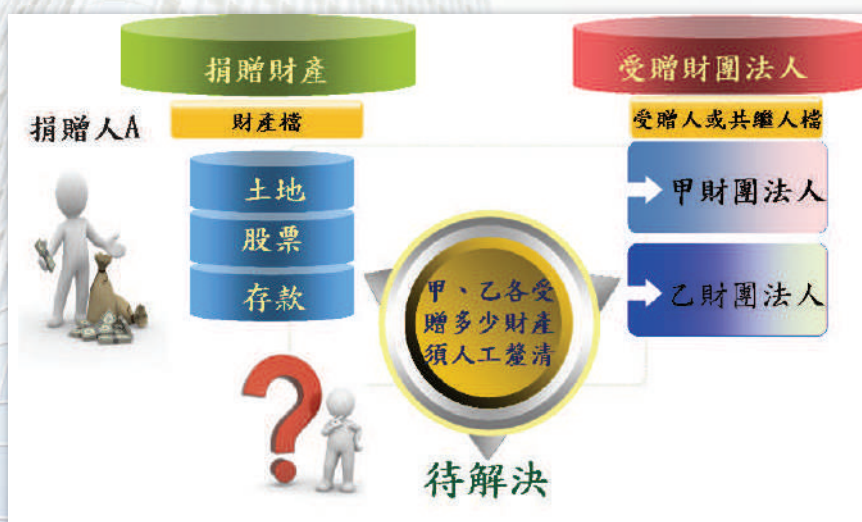 捐贈財產
受贈財團法人
捐贈人A
財產檔
受贈人或共繼人檔
土地
股票
存款
甲財團法人
乙財團法人
甲、乙各受
贈多少財產
須人工釐清
待解決